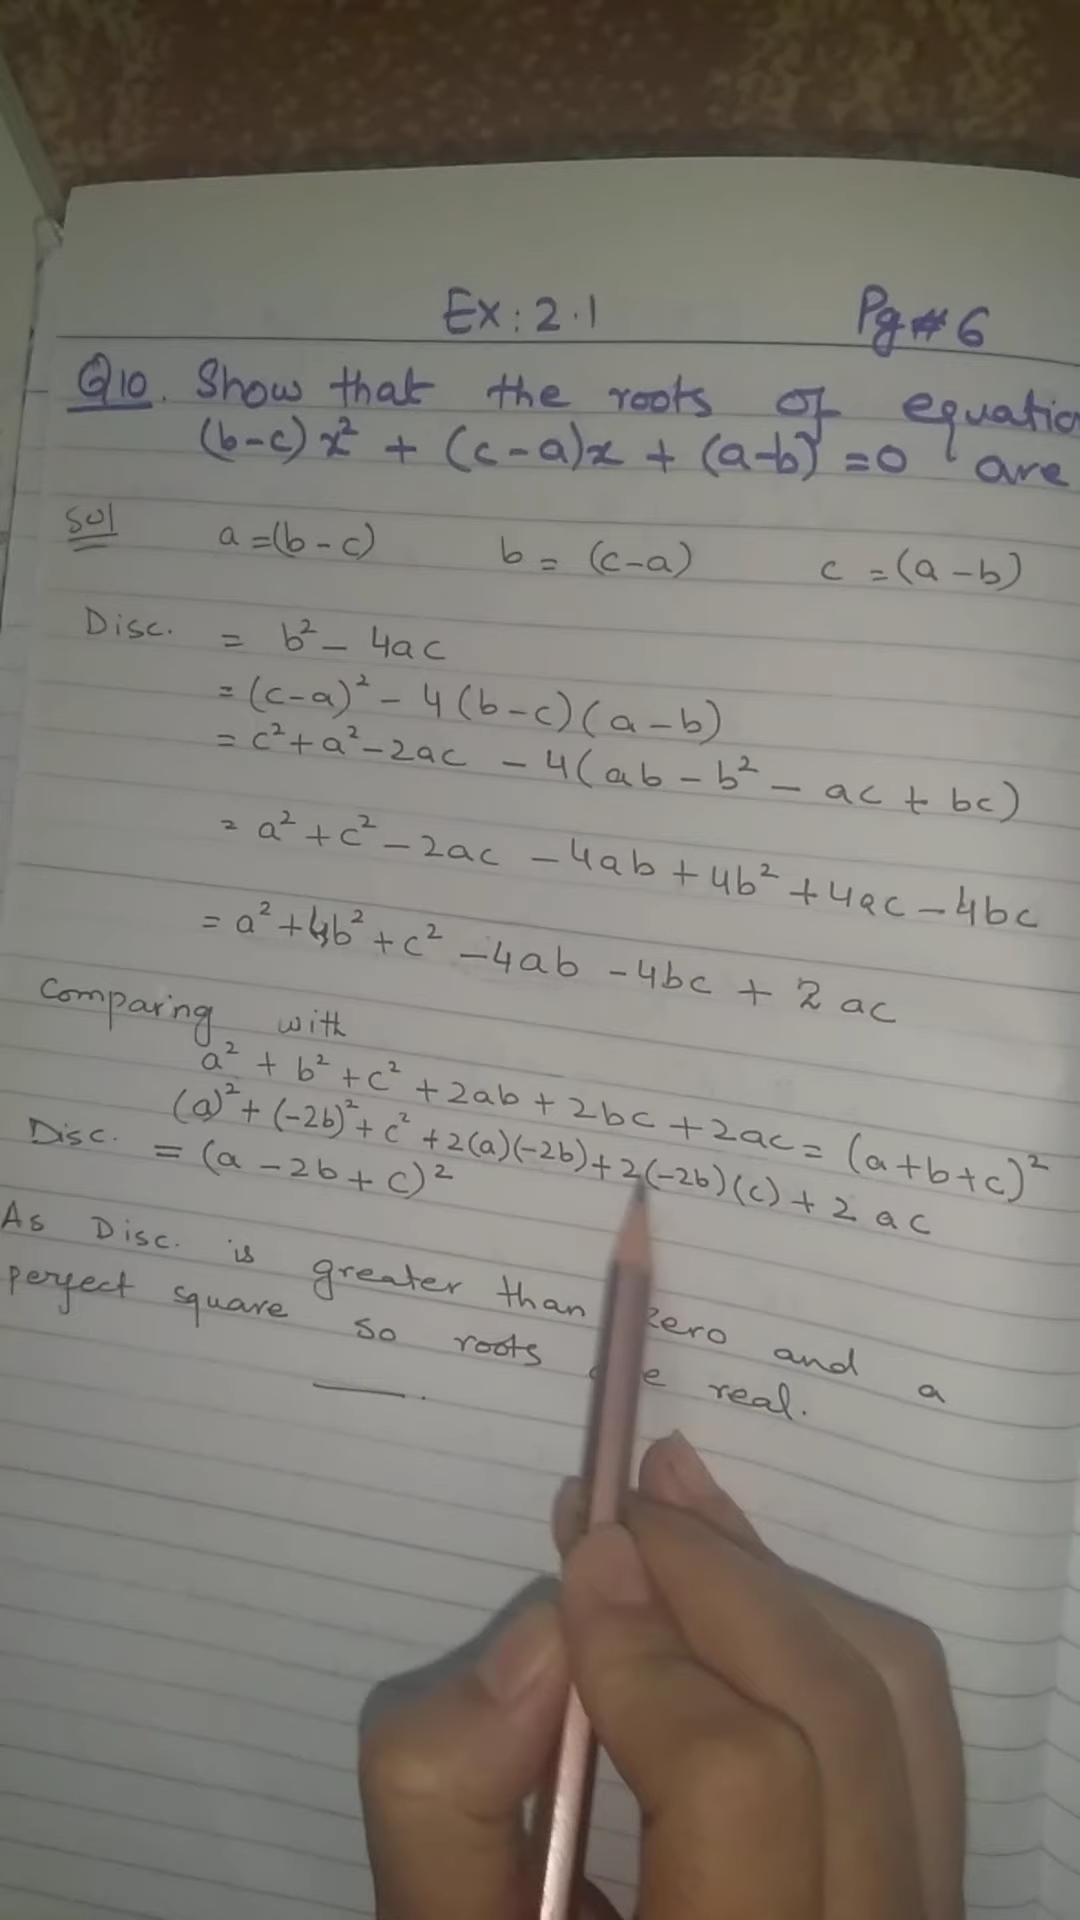 Ex: 2.1 Pg # 6
Q10. Show that the roots of equatio
(b-c)x² + (c-a)x + (a-b) = 0 are
Sol a = (b-c) b = (c-a) c = (a-b)
Disc. = b² - 4ac
= (c-a)² - 4(b-c)(a-b)
= c² + a² - 2ac - 4(ab - b² - ac + bc)
= a² + c² - 2ac - 4ab + 4b² + 4ac - 4bc
= a² + 4b² + c² - 4ab - 4bc + 2ac
Comparing with
a² + b² + c² + 2ab + 2bc + 2ac = (a+b+c)²
(a)² + (-2b)² + c² + 2(a)(-2b) + 2(-2b)(c) + 2ac
Disc. = (a - 2b + c)²
As Disc. is greater than zero and a
perfect square so roots are real.